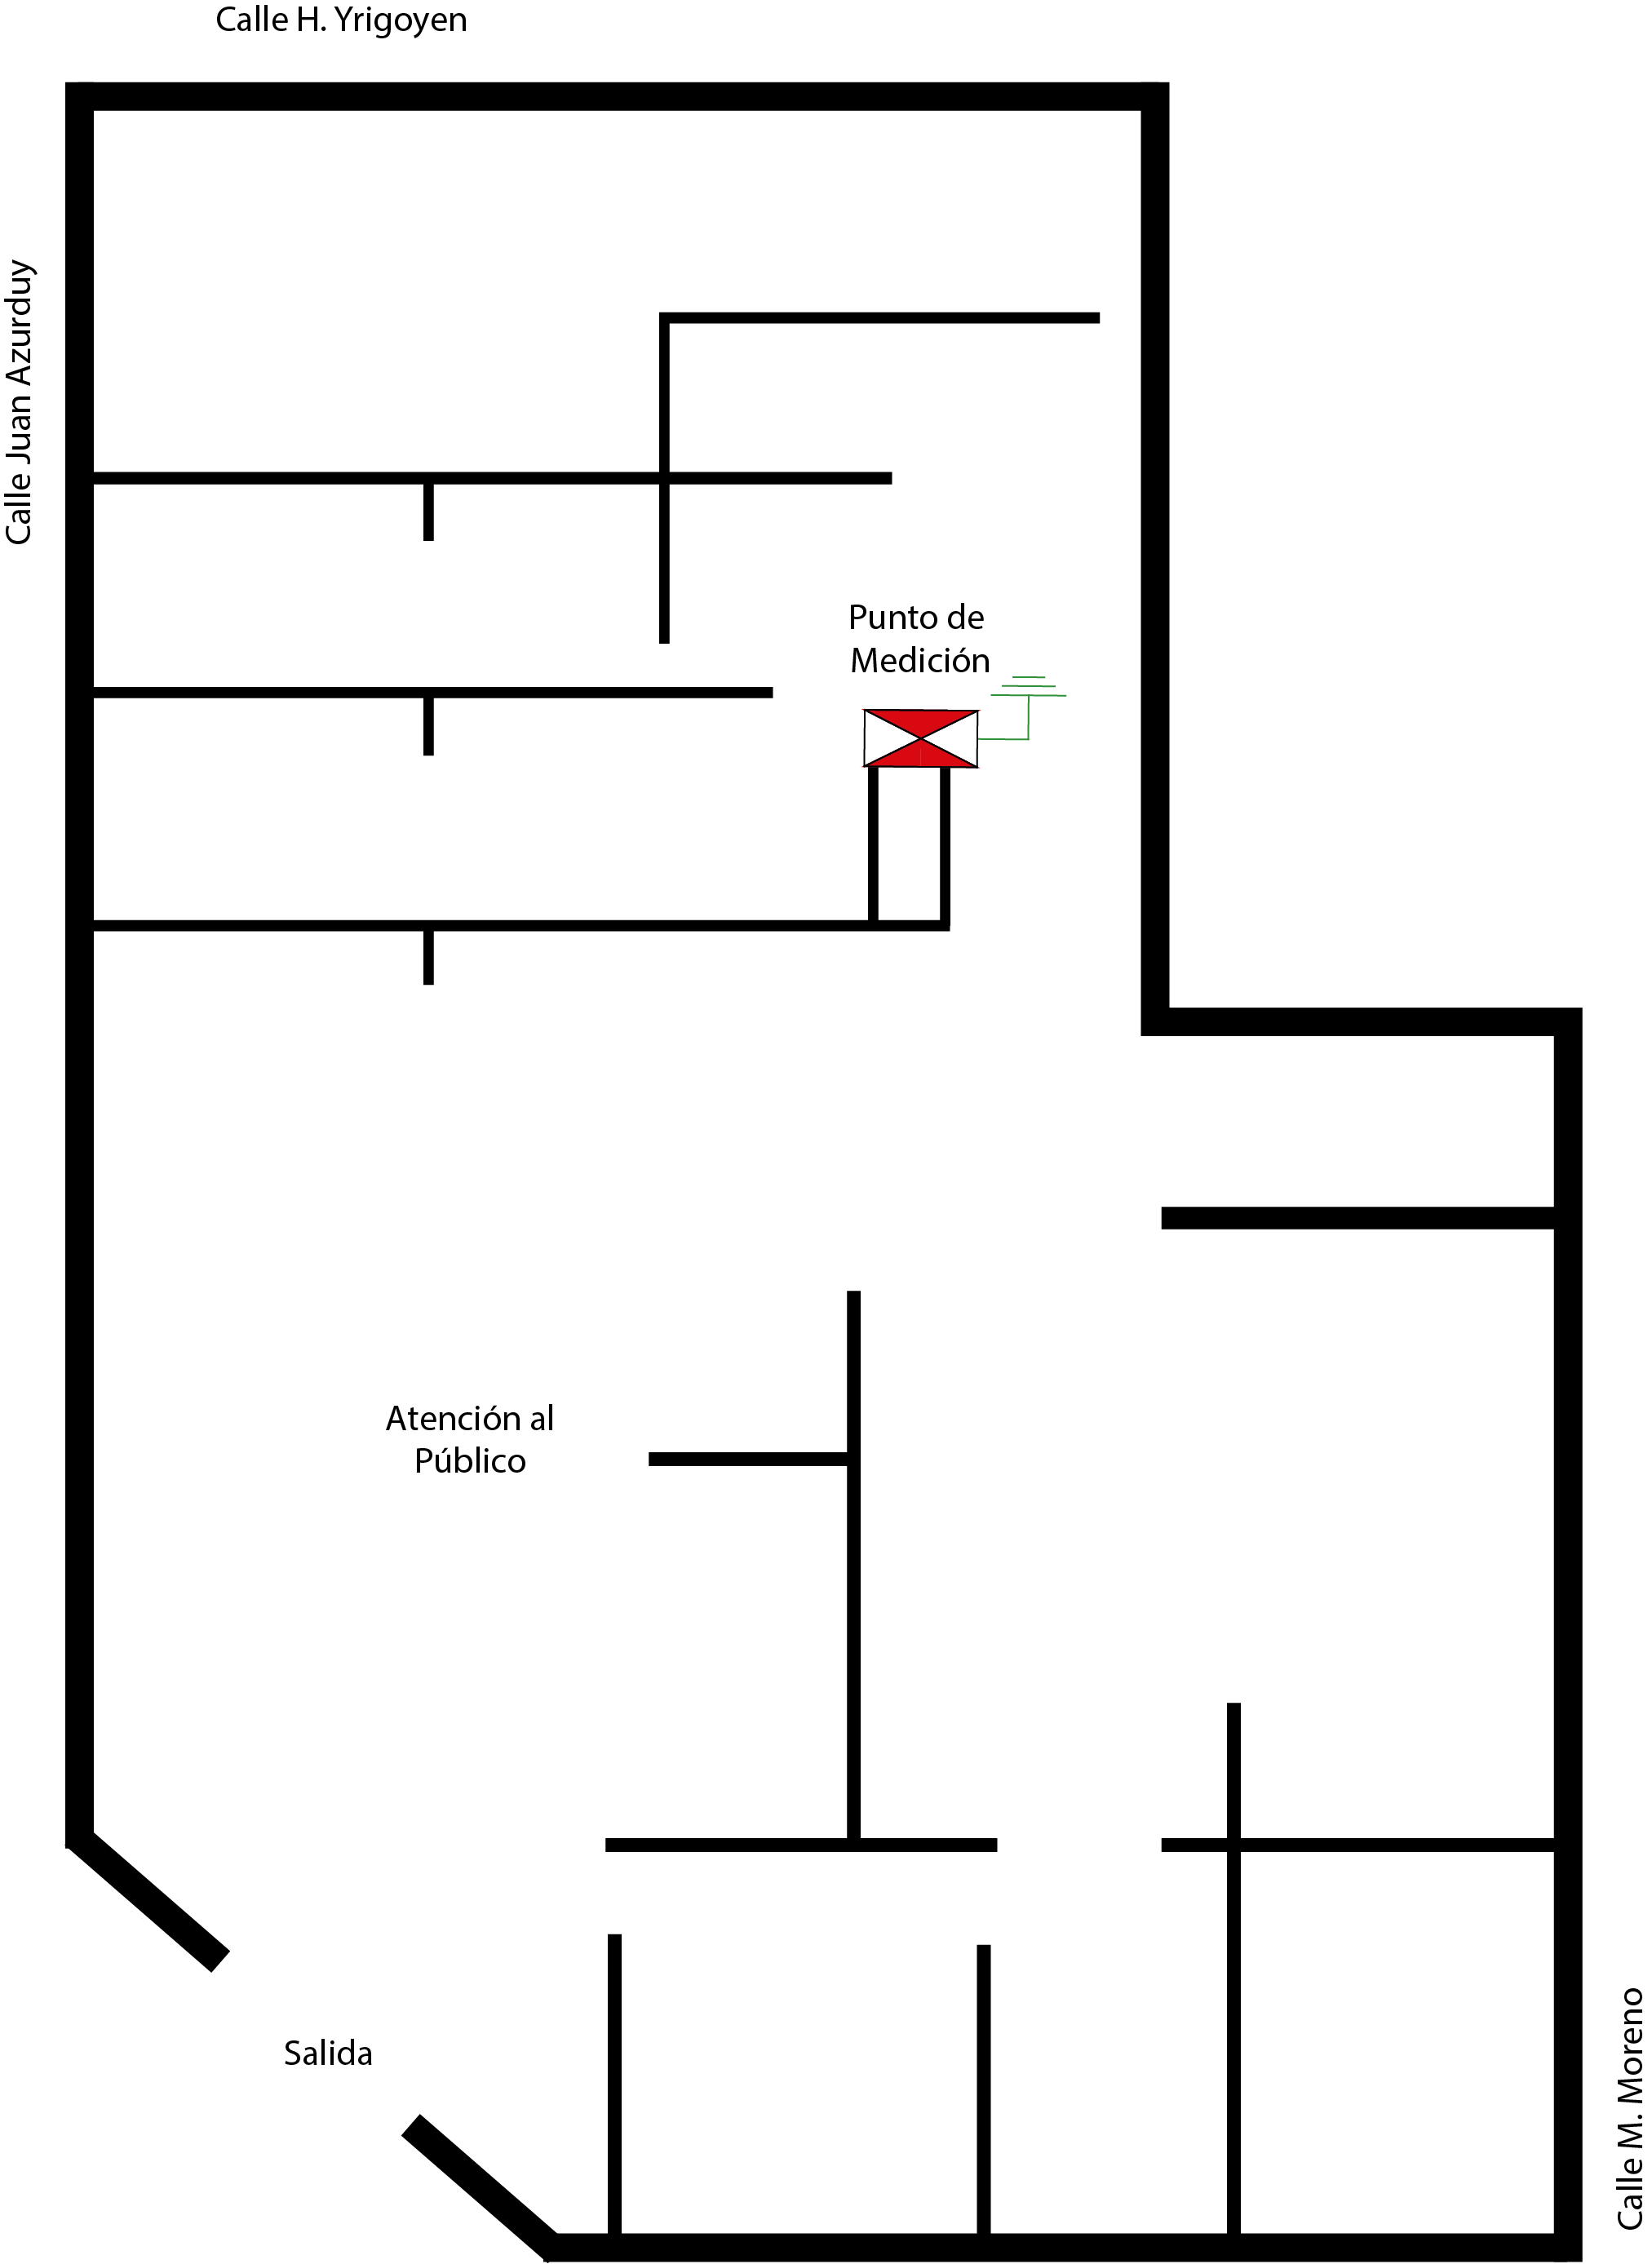 Calle H. Yrigoyen
Calle Juan Azurduy
Punto de
Medición
Atención al
Público
Salida
Calle M. Moreno